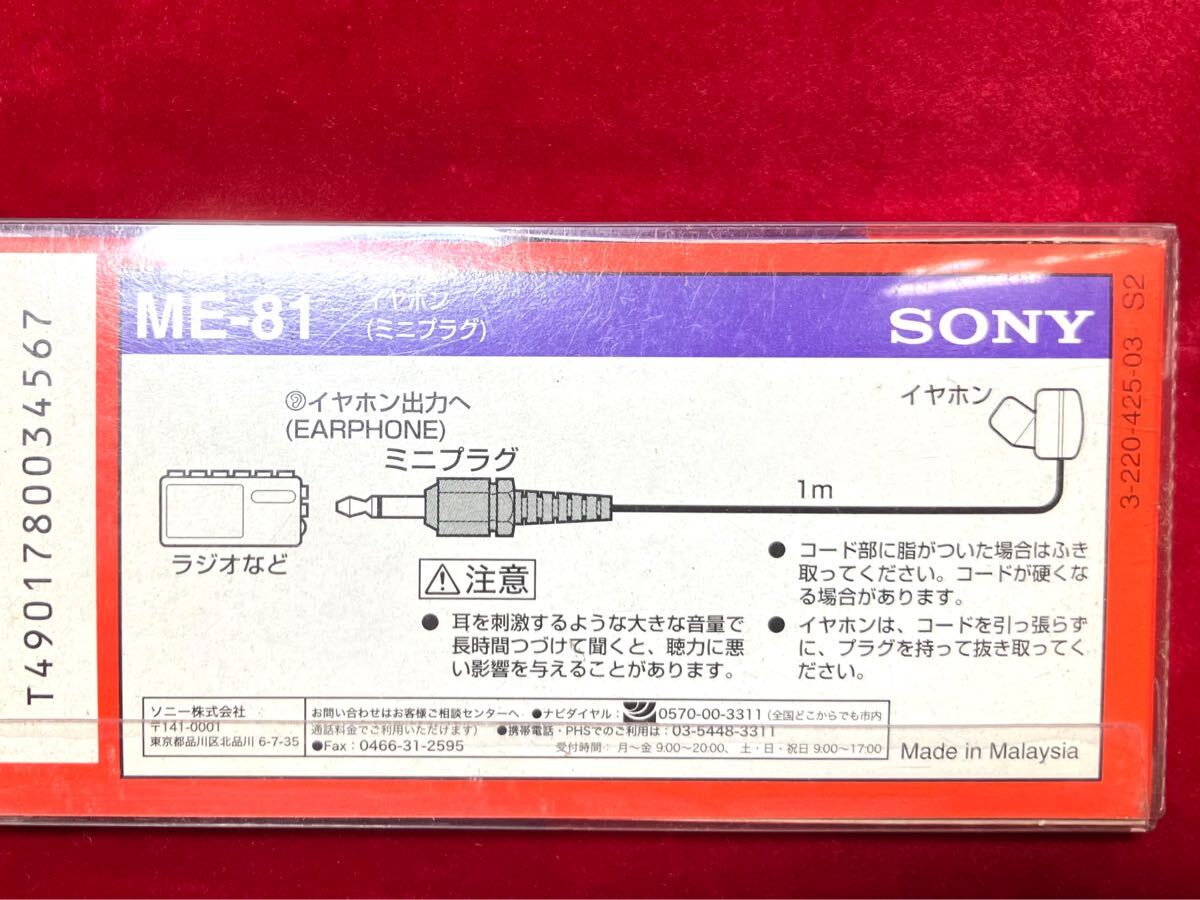 T4901780034567
ME-81
イヤホン
(ミニプラグ)
SONY
3-220-425-03 S2
イヤホン出力へ
(EARPHONE)
ミニプラグ
ラジオなど
1m
イヤホン
注意
● 耳を刺激するような大きな音量で
長時間つづけて聞くと、聴力に悪
い影響を与えることがあります。
● コード部に脂がついた場合はふき
取ってください。コードが硬くな
る場合があります。
● イヤホンは、コードを引っ張らず
に、プラグを持って抜き取ってく
ださい。
ソニー株式会社
〒141-0001
東京都品川区北品川 6-7-35
お問い合わせはお客様ご相談センターへ ●ナビダイヤル: 0570-00-3311 (全国どこからでも市内
通話料金でご利用いただけます) ●携帯電話・PHSでのご利用は:03-5448-3311
●Fax:0466-31-2595 受付時間: 月〜金 9:00〜20:00、 土・日・祝日 9:00〜17:00
Made in Malaysia